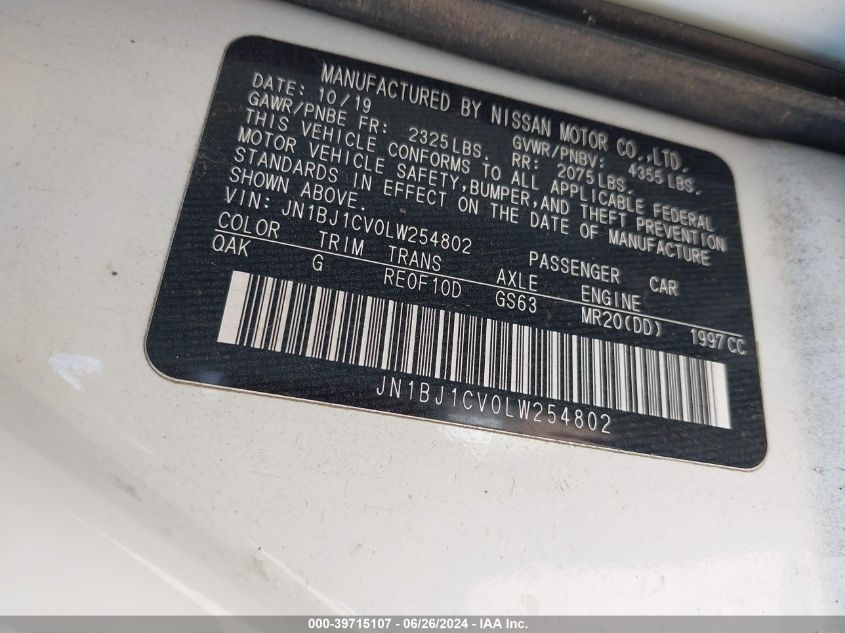 MANUFACTURED BY NISSAN MOTOR CO.,LTD.
DATE: 10/19 GVWR/PNBV: 4355 LBS.
GAWR/PNBE FR: 2325LBS. RR: 2075 LBS.
THIS VEHICLE CONFORMS TO ALL APPLICABLE FEDERAL
MOTOR VEHICLE SAFETY,BUMPER,AND THEFT PREVENTION
STANDARDS IN EFFECT ON THE DATE OF MANUFACTURE
SHOWN ABOVE.
VIN: JN1BJ1CV0LW254802 PASSENGER CAR
COLOR TRIM TRANS AXLE ENGINE
QAK G RE0F10D GS63 MR20(DD) 1997CC
JN1BJ1CV0LW254802
000-39715107 - 06/26/2024 - IAA Inc.